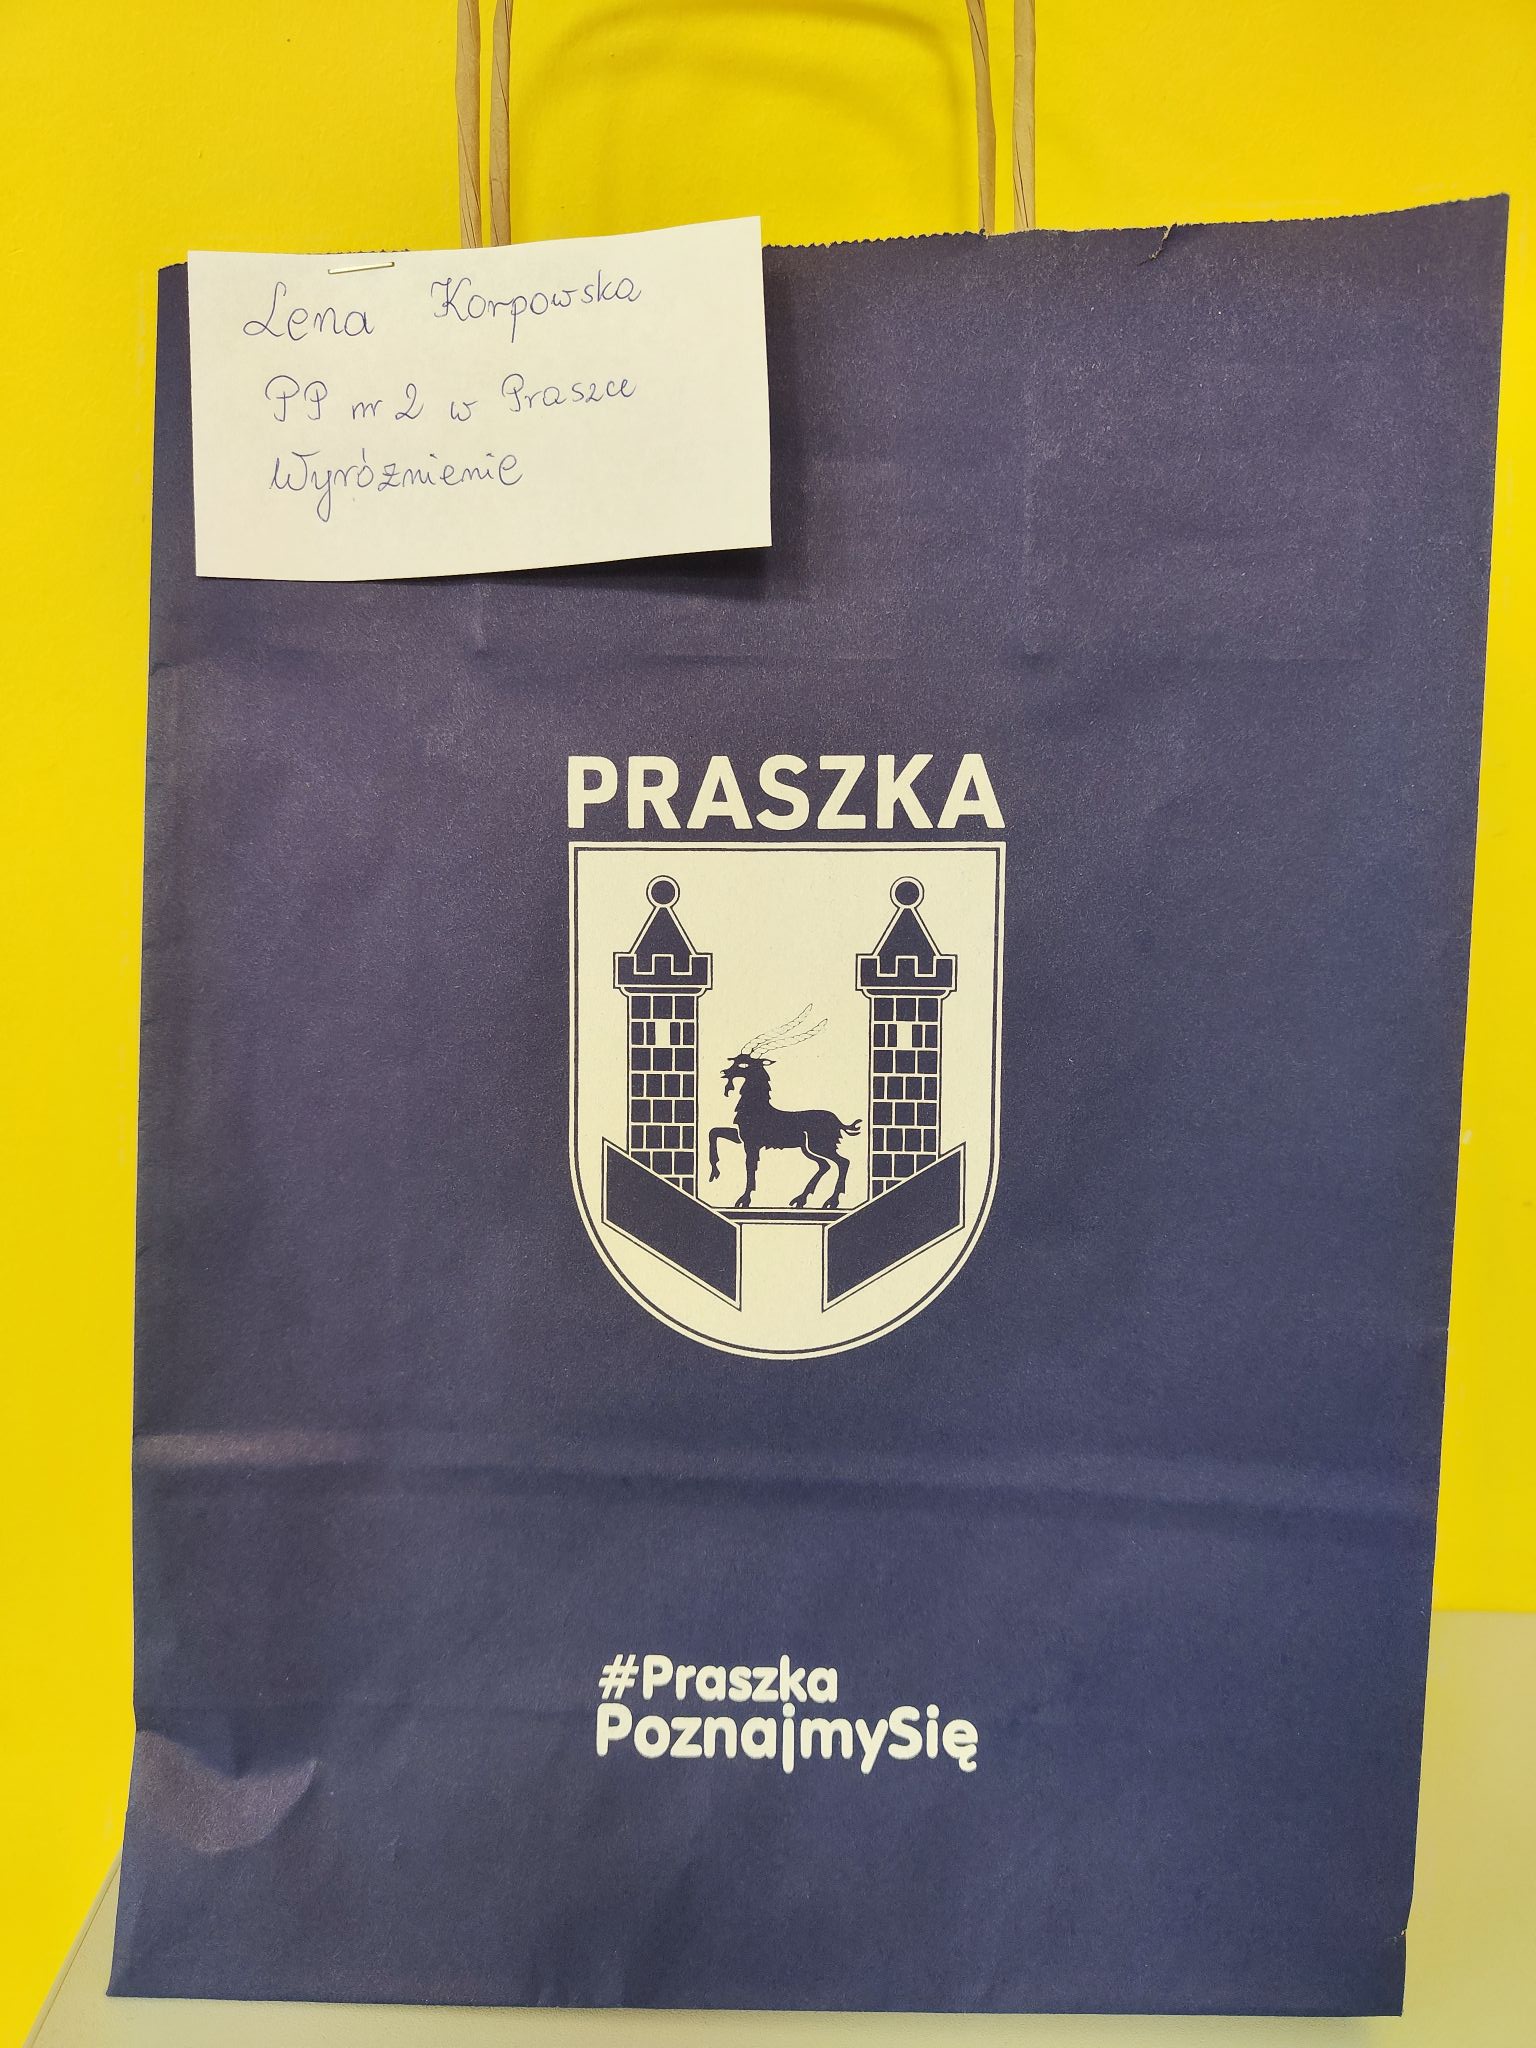 Lena Korpowska
PP nr 2 w Praszce
Wyróżnienie
PRASZKA
#Praszka
PoznajmySię